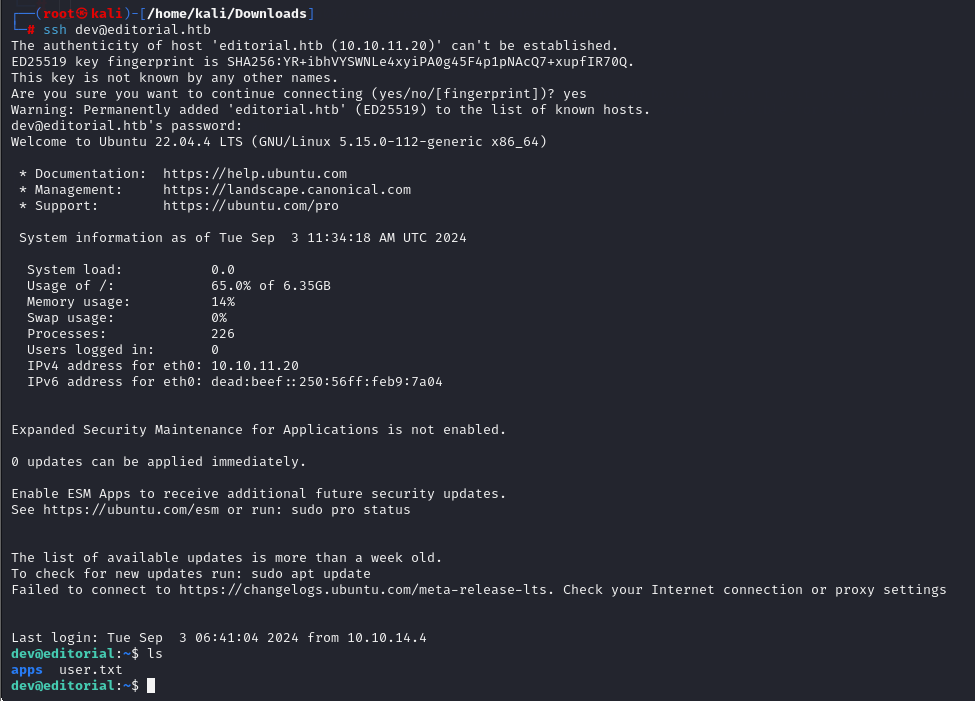 ┌──(root㉿kali)-[/home/kali/Downloads]
└─# ssh dev@editorial.htb
The authenticity of host 'editorial.htb (10.10.11.20)' can't be established.
ED25519 key fingerprint is SHA256:YR+ibhVYSWNLe4xyiPA0g45F4p1pNAcQ7+xupfIR70Q.
This key is not known by any other names.
Are you sure you want to continue connecting (yes/no/[fingerprint])? yes
Warning: Permanently added 'editorial.htb' (ED25519) to the list of known hosts.
dev@editorial.htb's password:
Welcome to Ubuntu 22.04.4 LTS (GNU/Linux 5.15.0-112-generic x86_64)
* Documentation:  https://help.ubuntu.com
* Management:     https://landscape.canonical.com
* Support:        https://ubuntu.com/pro
System information as of Tue Sep  3 11:34:18 AM UTC 2024
System load:           0.0
Usage of /:            65.0% of 6.35GB
Memory usage:          14%
Swap usage:            0%
Processes:             226
Users logged in:       0
IPv4 address for eth0: 10.10.11.20
IPv6 address for eth0: dead:beef::250:56ff:feb9:7a04
Expanded Security Maintenance for Applications is not enabled.
0 updates can be applied immediately.
Enable ESM Apps to receive additional future security updates.
See https://ubuntu.com/esm or run: sudo pro status
The list of available updates is more than a week old.
To check for new updates run: sudo apt update
Failed to connect to https://changelogs.ubuntu.com/meta-release-lts. Check your Internet connection or proxy settings
Last login: Tue Sep  3 06:41:04 2024 from 10.10.14.4
dev@editorial:~$ ls
apps  user.txt
dev@editorial:~$